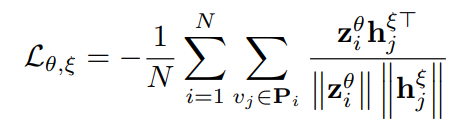 $$\mathcal{L}_{\theta,\xi} = -\frac{1}{N}\sum_{i=1}^{N}\sum_{v_j\in\mathbf{P}_i}\frac{\mathbf{z}_i^{\theta}\mathbf{h}_j^{\xi\top}}{\left\|\mathbf{z}_i^{\theta}\right\|\left\|\mathbf{h}_j^{\xi}\right\|}$$